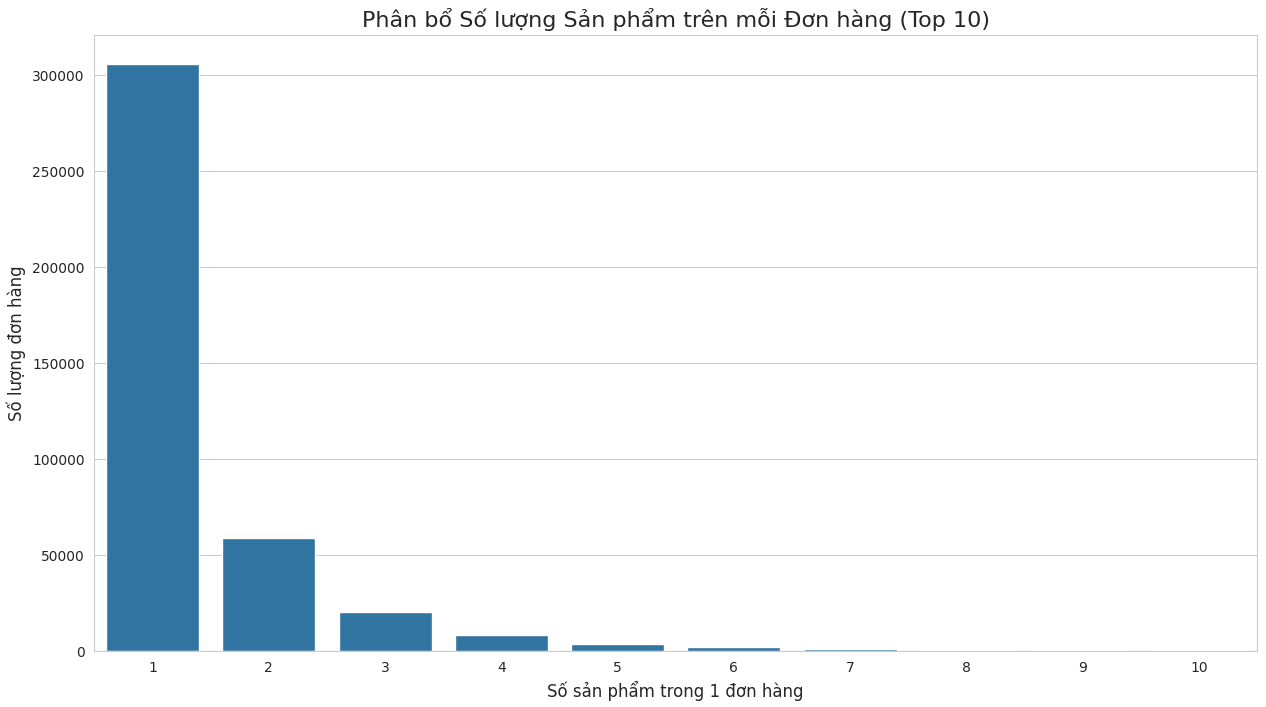 Phân bổ Số lượng Sản phẩm trên mỗi Đơn hàng (Top 10)
Số lượng đơn hàng
300000
250000
200000
150000
100000
50000
0
1 2 3 4 5 6 7 8 9 10
Số sản phẩm trong 1 đơn hàng